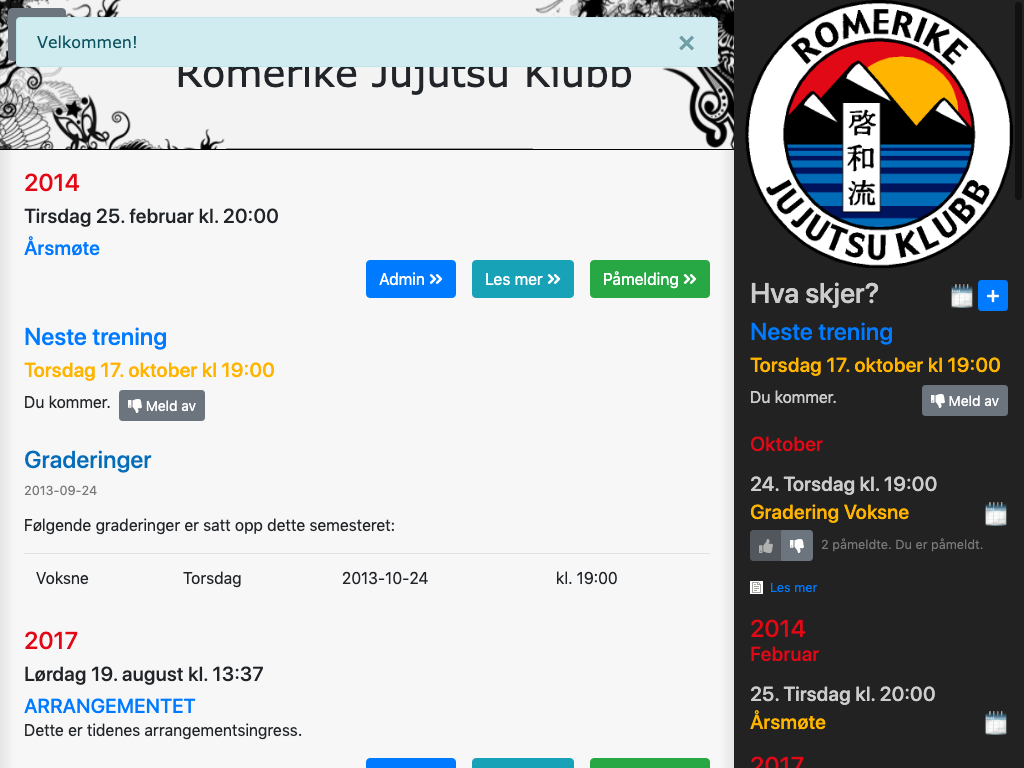 Velkommen!
×
Romerike Jujutsu Klubb
2014
Tirsdag 25. februar kl. 20:00
Årsmøte
Admin »
Les mer »
Påmelding »
Neste trening
Torsdag 17. oktober kl 19:00
Du kommer.
Meld av
Graderinger
2013-09-24
Følgende graderinger er satt opp dette semesteret:
Voksne Torsdag 2013-10-24 kl. 19:00
2017
Lørdag 19. august kl. 13:37
ARRANGEMENTET
Dette er tidenes arrangementsingress.
ROMERIKE
啓和流
JUJUTSU KLUBB
Hva skjer?
+
Neste trening
Torsdag 17. oktober kl 19:00
Du kommer.
Meld av
Oktober
24. Torsdag kl. 19:00
Gradering Voksne
2 påmeldte. Du er påmeldt.
Les mer
2014
Februar
25. Tirsdag kl. 20:00
Årsmøte
2017